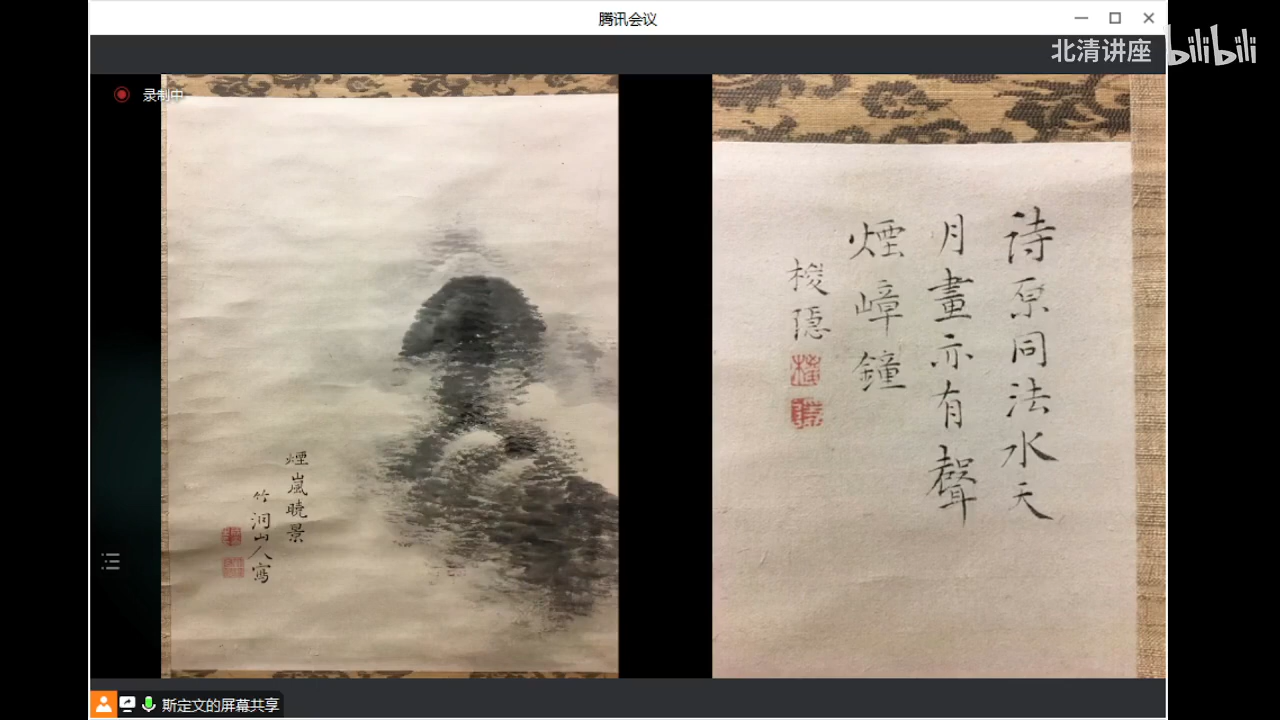 腾讯会议
北清讲座 bilibili
录制中
煙嵐曉景
竹洞山人寫
诗原同法水天
月畫亦有聲
煙嶂鐘
梭隱
斯定文的屏幕共享